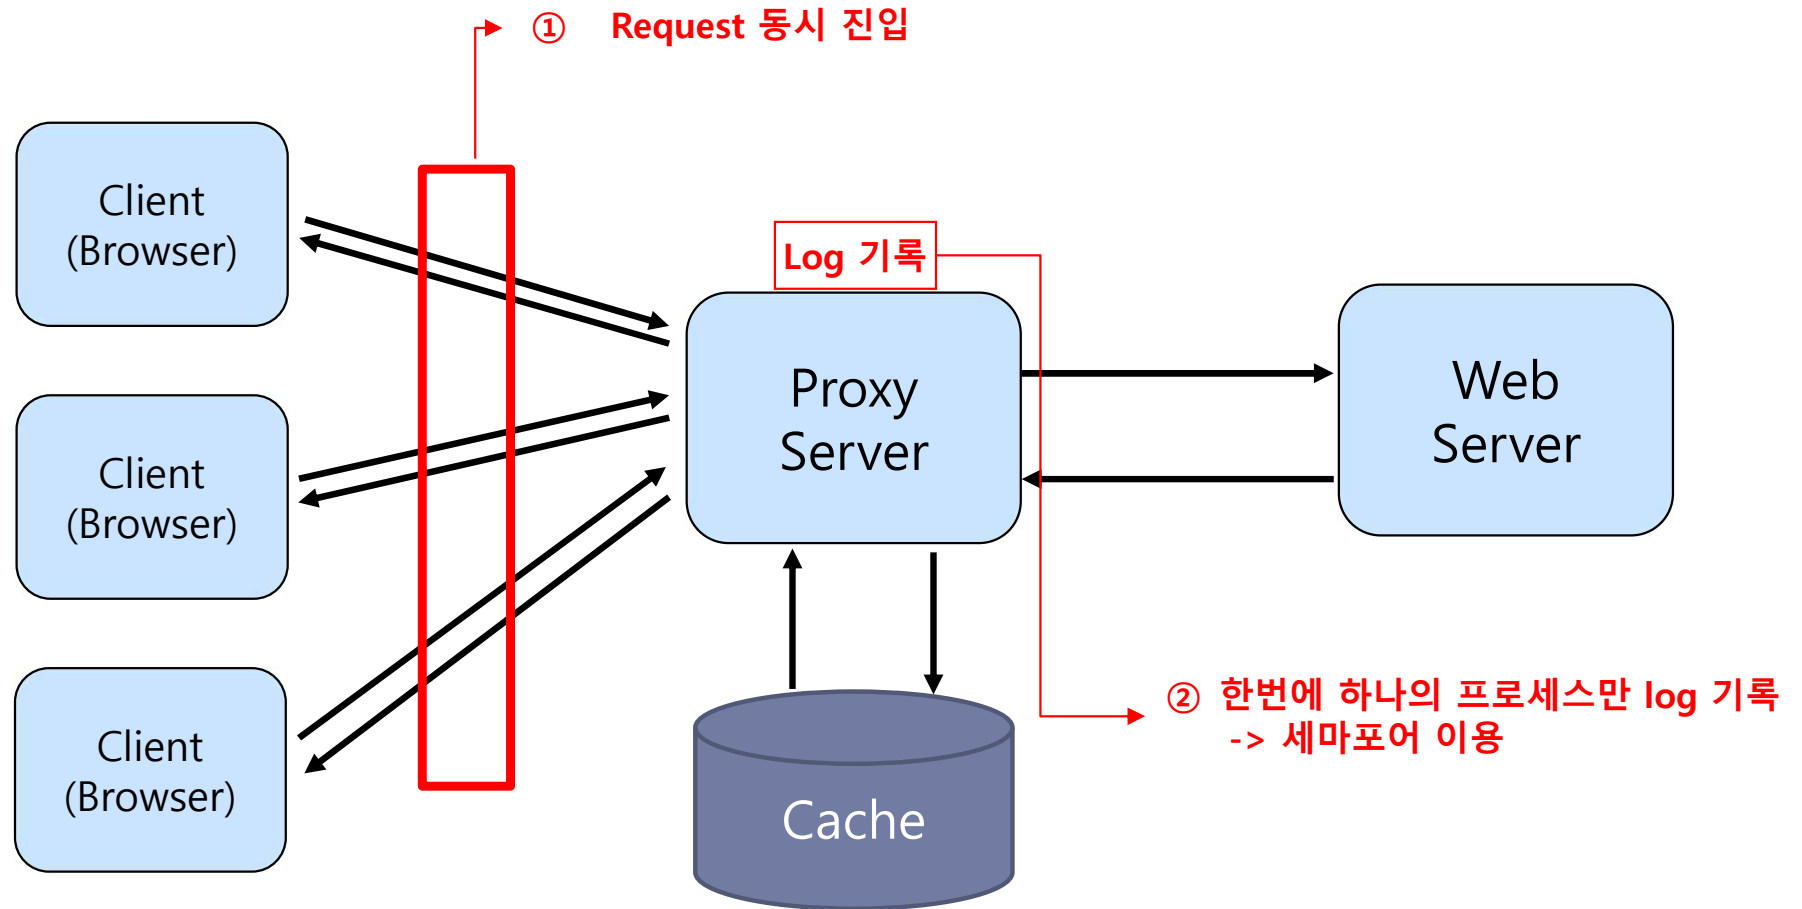 ① Request 동시 진입
Client
(Browser)
Log 기록
Proxy
Server
Web
Server
Client
(Browser)
② 한번에 하나의 프로세스만 log 기록
-> 세마포어 이용
Client
(Browser)
Cache